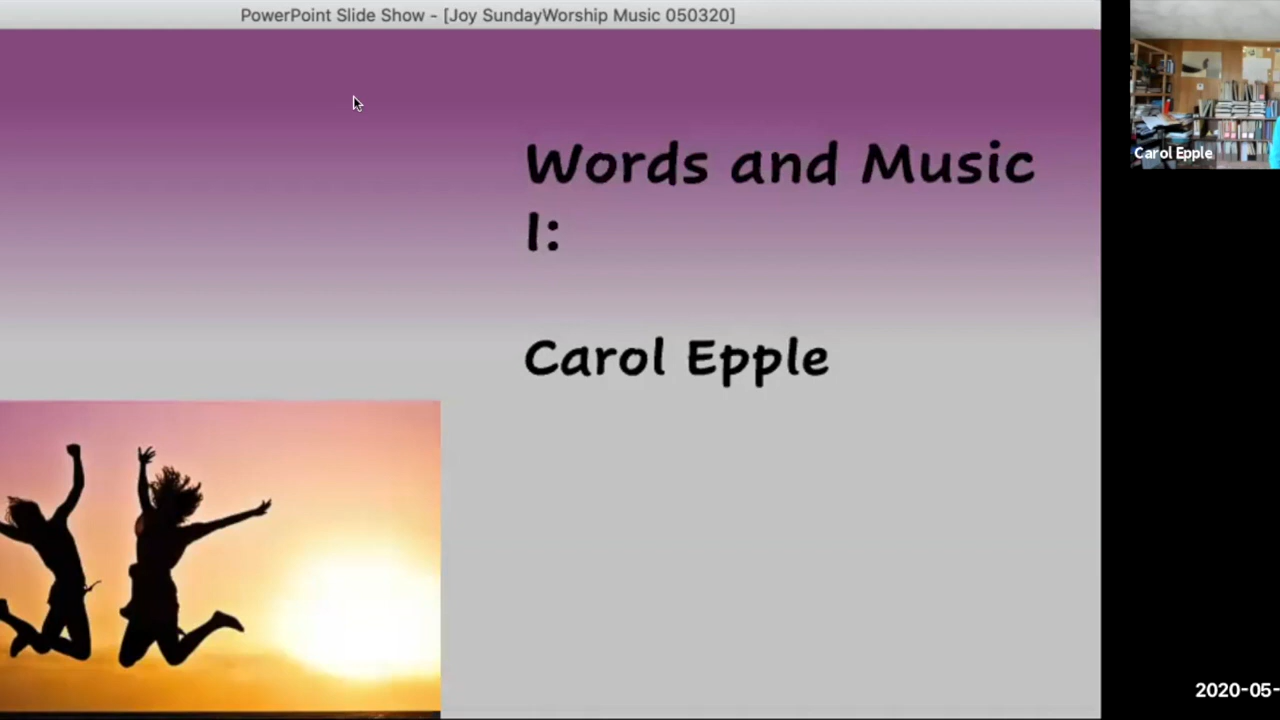 PowerPoint Slide Show - [Joy SundayWorship Music 050320]
Words and Music
I:
Carol Epple
Carol Epple
2020-05-